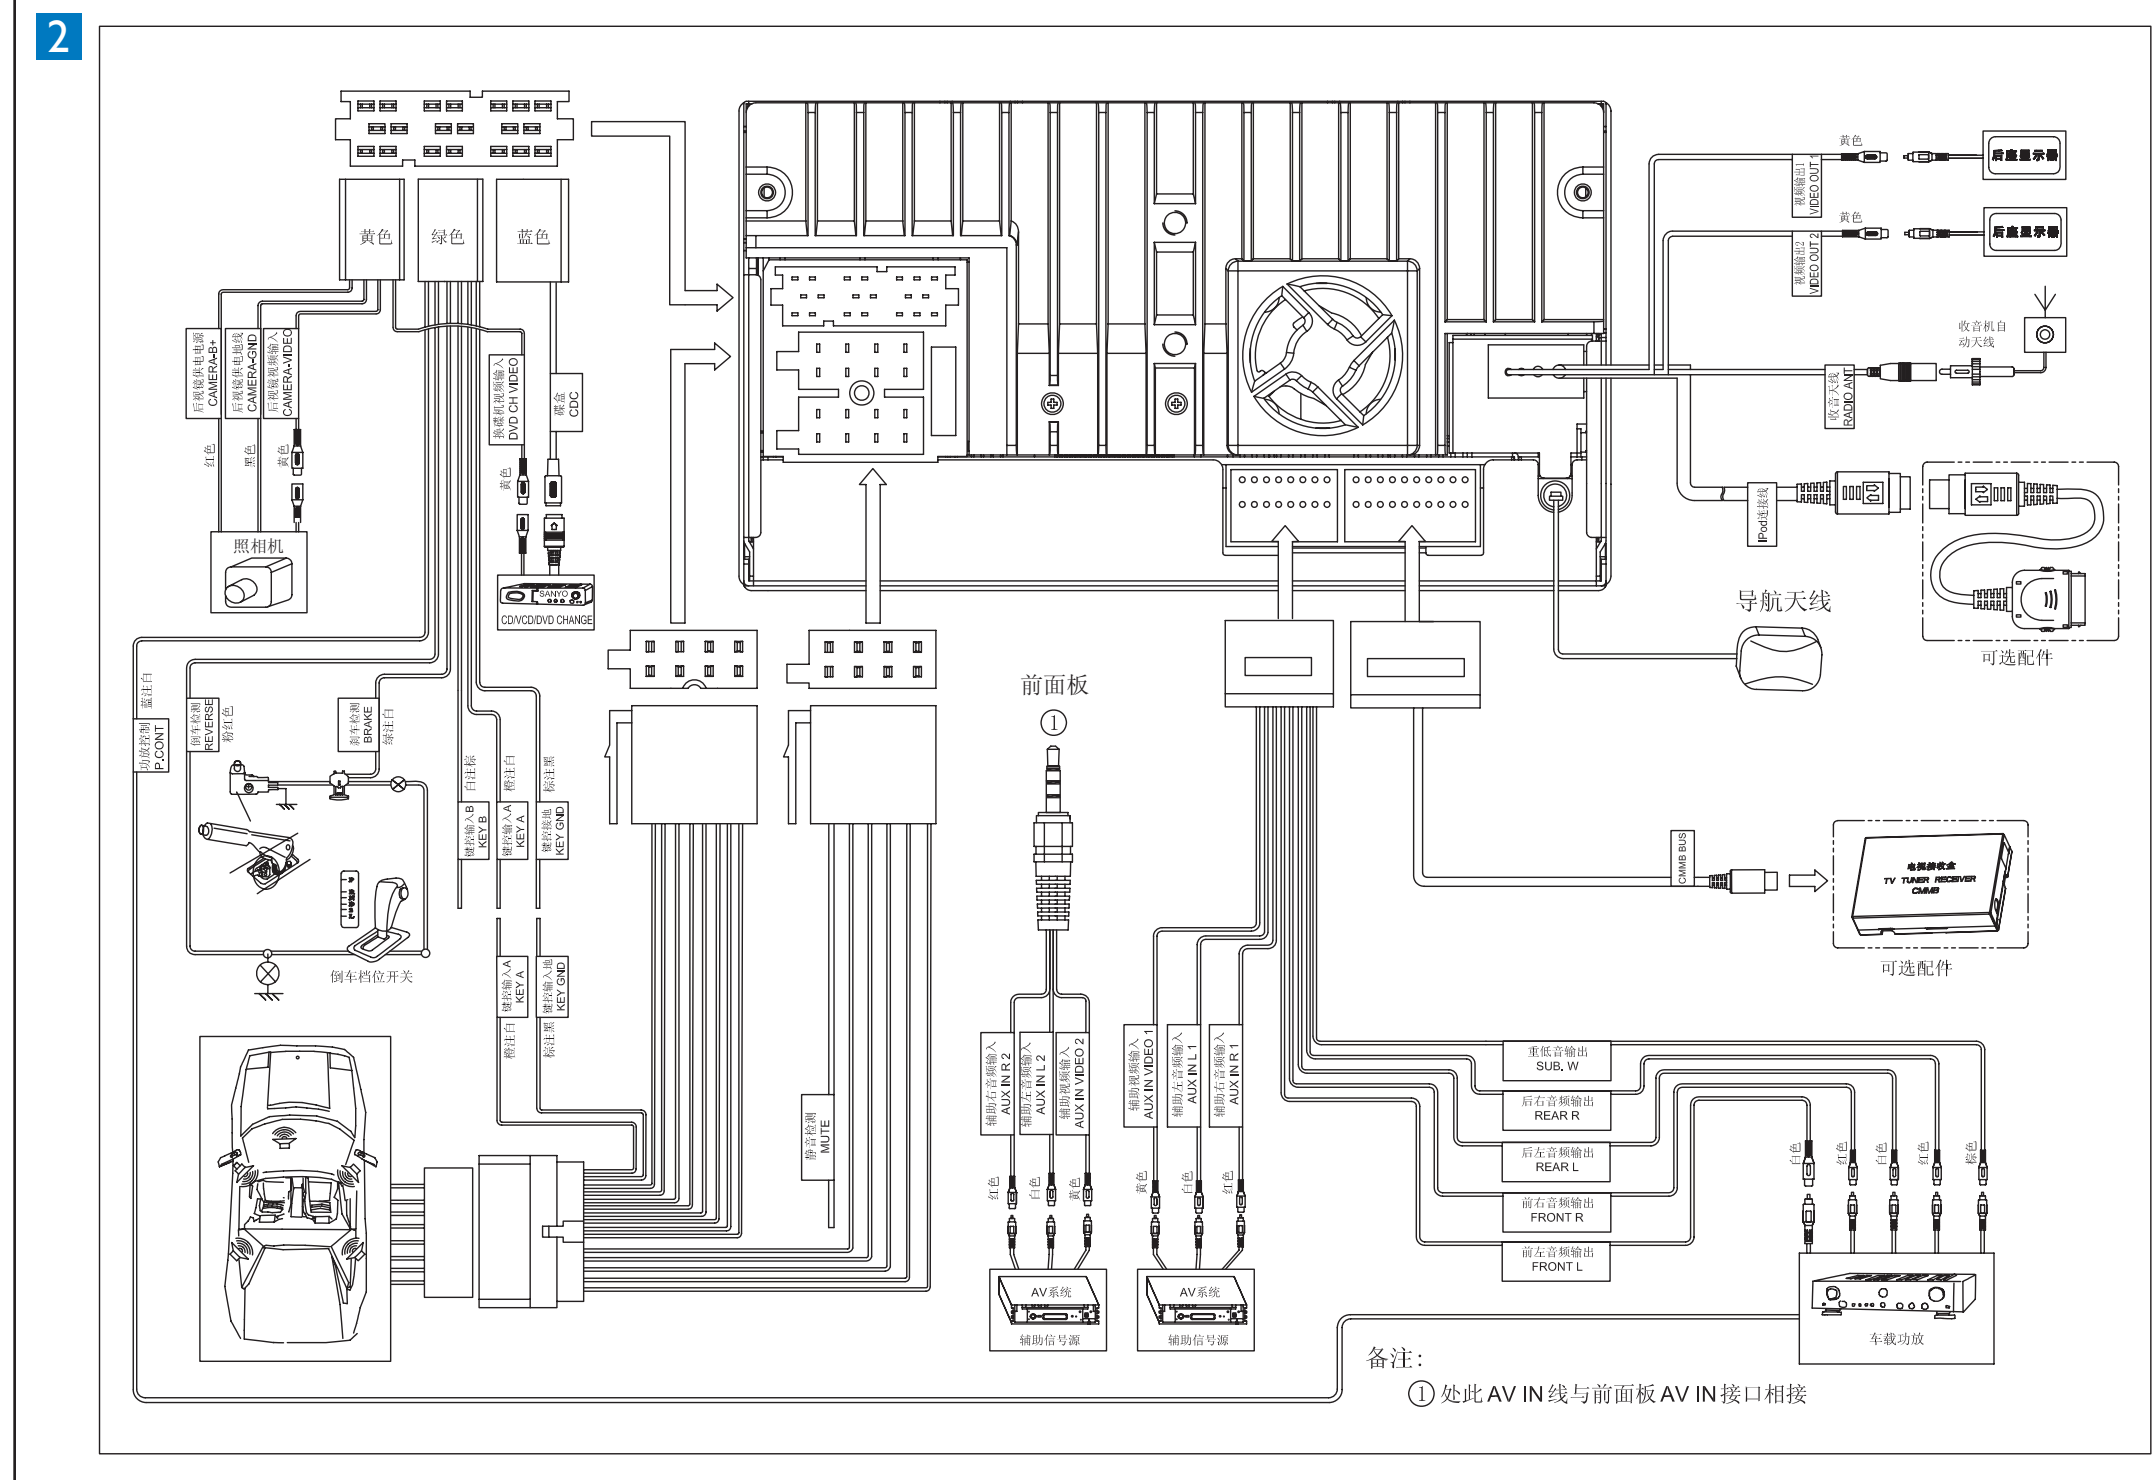 2
黄色
绿色
蓝色
后视镜供电电源
CAMERA-B+
后视镜供电地线
CAMERA-GND
后视镜视频输入
CAMERA-VIDEO
红色
黑色
黄色
照相机
换碟机视频输入
DVD CH VIDEO
碟盒
CDC
黄色
SANYO
CD/VCD/DVD CHANGE
黄色
视频输出1
VIDEO OUT 1
后座显示器
黄色
视频输出2
VIDEO OUT 2
后座显示器
收音机自
动天线
收音天线
RADIO ANT
IPod连接线
可选配件
导航天线
蓝注白
功放控制
P.CONT
倒车检测
REVERSE
粉红色
刹车检测
BRAKE
绿注白
倒车档位开关
白注棕
键控输入B
KEY B
橙注白
键控输入A
KEY A
棕注黑
键控接地
KEY GND
键控输入A
KEY A
橙注白
键控输入地
KEY GND
棕注黑
静音检测
MUTE
前面板
①
辅助右音频输入
AUX IN R 2
辅助左音频输入
AUX IN L 2
辅助视频输入
AUX IN VIDEO 2
红色
白色
黄色
AV系统
辅助信号源
辅助视频输入
AUX IN VIDEO 1
辅助左音频输入
AUX IN L 1
辅助右音频输入
AUX IN R 1
黄色
白色
红色
AV系统
辅助信号源
CMMB BUS
电视接收盒
TV TUNER RECEIVER
CMMB
可选配件
重低音输出
SUB. W
后右音频输出
REAR R
后左音频输出
REAR L
前右音频输出
FRONT R
前左音频输出
FRONT L
白色
红色
白色
红色
棕色
车载功放
备注:
①处此AV IN线与前面板AV IN接口相接